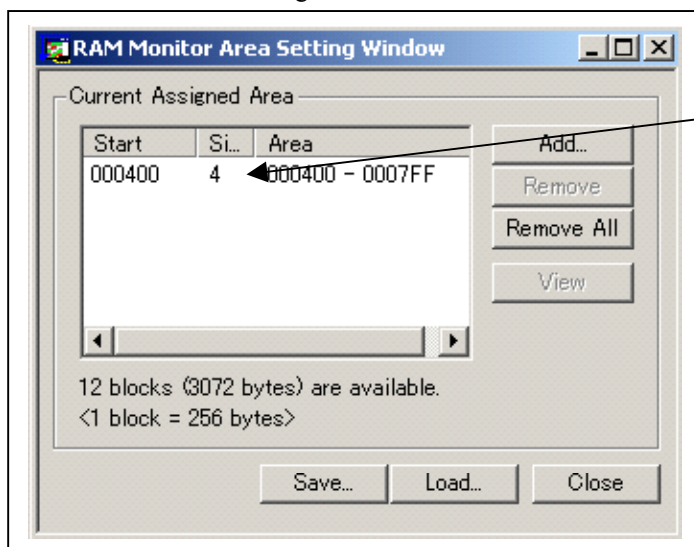 RAM Monitor Area Setting Window
Current Assigned Area
Start Si... Area
000400 4 000400 - 0007FF
Add...
Remove
Remove All
View
12 blocks (3072 bytes) are available.
<1 block = 256 bytes>
Save... Load... Close